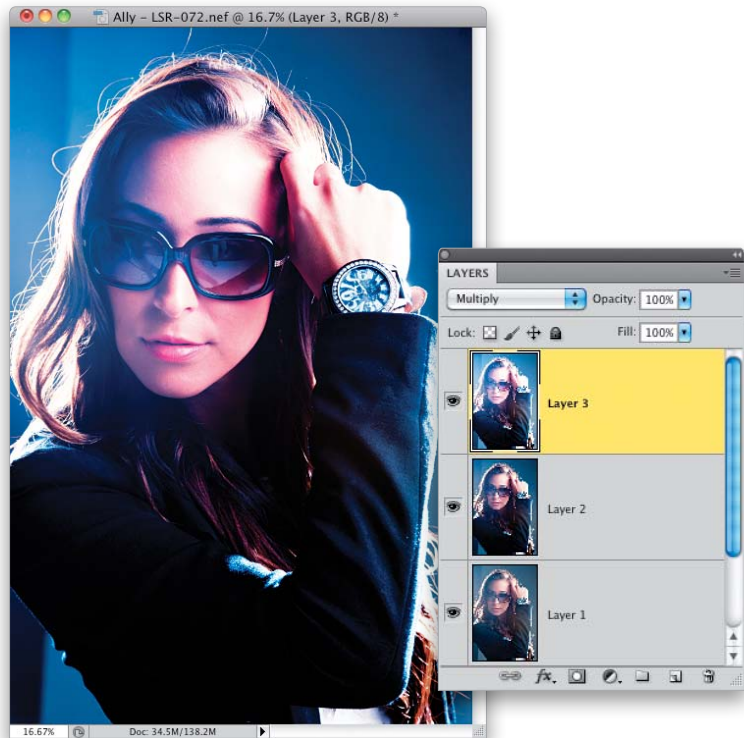 Ally – LSR-072.nef @ 16.7% (Layer 3, RGB/8) *
LAYERS
Multiply Opacity: 100%
Lock: Fill: 100%
Layer 3
Layer 2
Layer 1
fx
16.67% Doc: 34.5M/138.2M